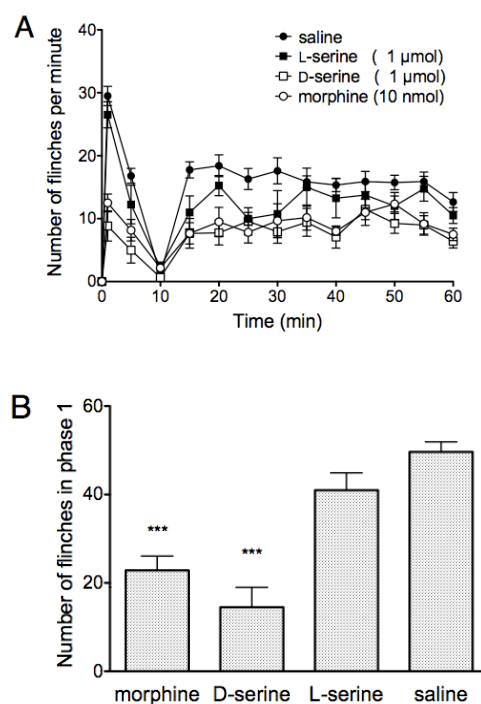 A
saline
L-serine ( 1 µmol)
D-serine ( 1 µmol)
morphine (10 nmol)
Number of flinches per minute
40
30
20
10
0
0 10 20 30 40 50 60
Time (min)
B
Number of flinches in phase 1
60
40
20
0
*** ***
morphine D-serine L-serine saline